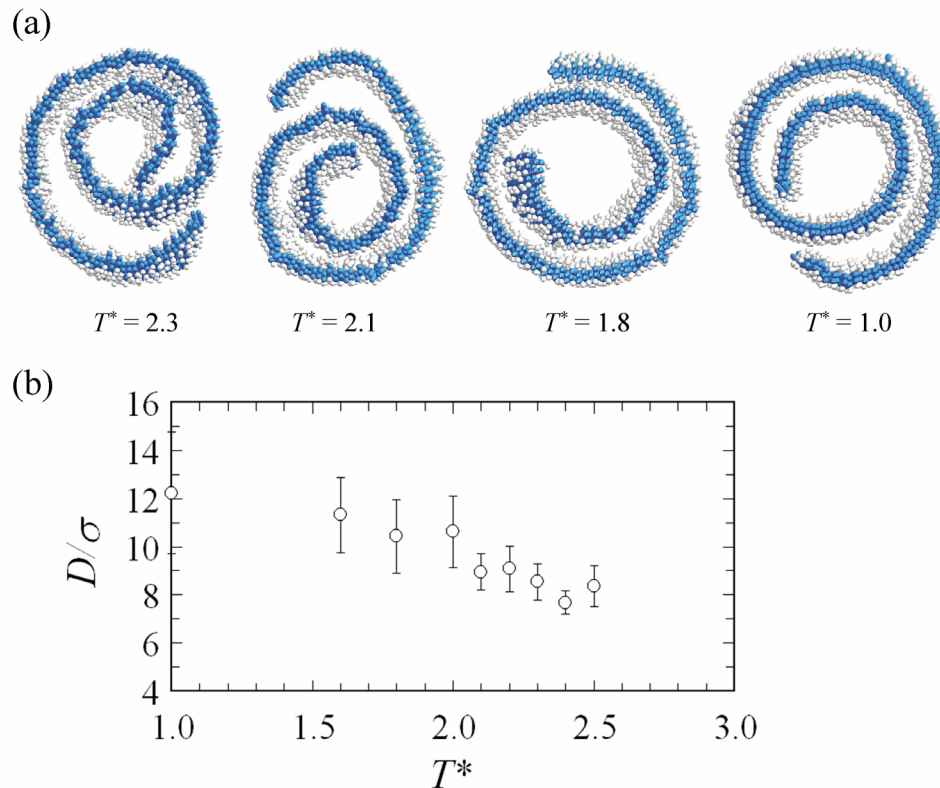 (a)
T* = 2.3
T* = 2.1
T* = 1.8
T* = 1.0
(b)
16
14
12
10
8
6
4
D/σ
1.0
1.5
2.0
2.5
3.0
T*